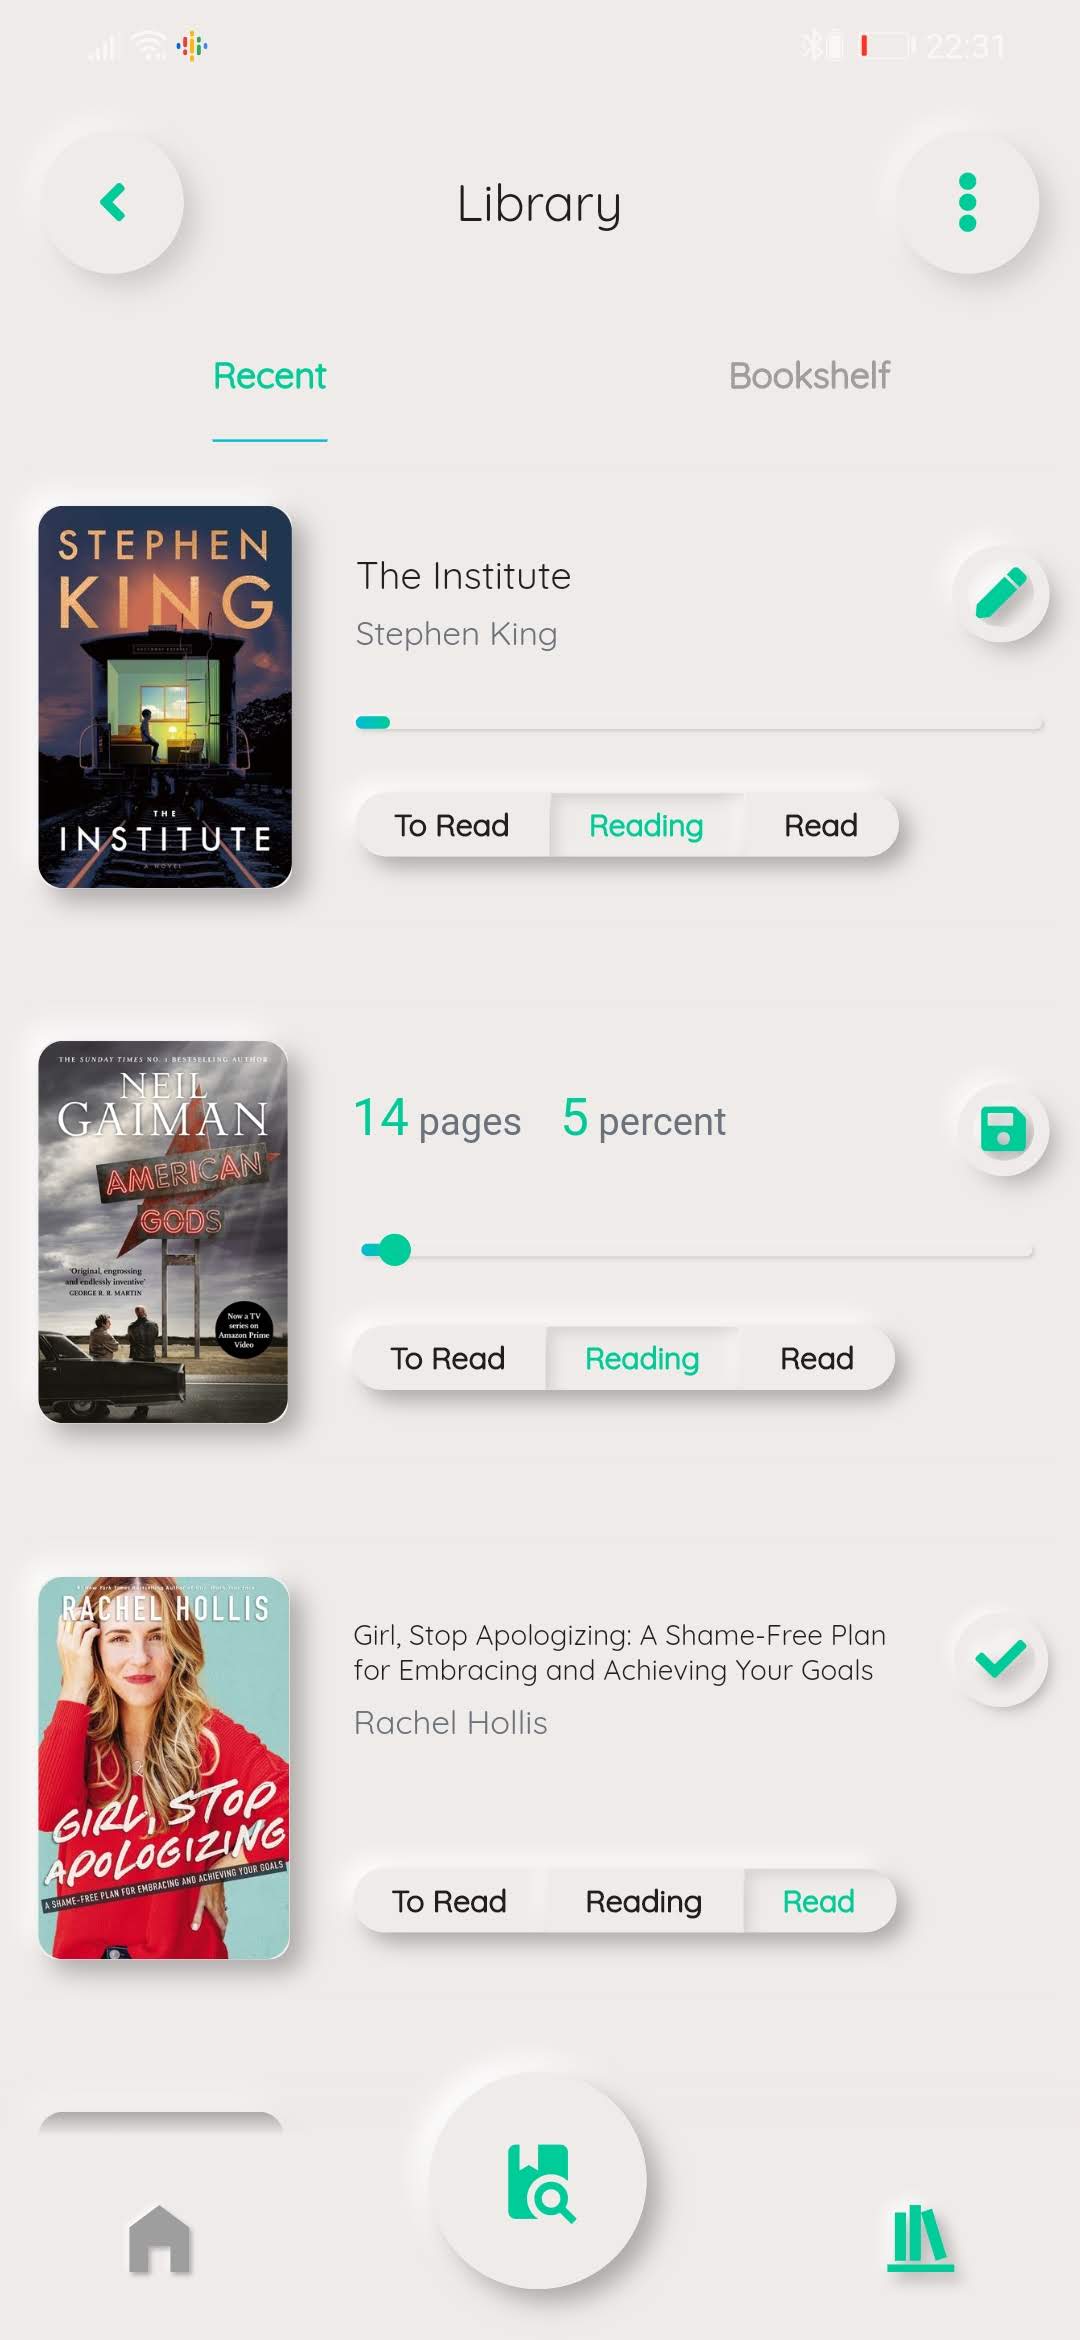 22:31
Library
Recent
Bookshelf
STEPHEN
KING
THE
INSTITUTE
A NOVEL
The Institute
Stephen King
To Read
Reading
Read
THE SUNDAY TIMES NO. 1 BESTSELLING AUTHOR
NEIL
GAIMAN
AMERICAN
GODS
'Original, engrossing
and endlessly inventive'
GEORGE R. R. MARTIN
Now a TV
series on
Amazon Prime
Video
14 pages 5 percent
To Read
Reading
Read
RACHEL HOLLIS
GIRL, STOP
APOLOGIZING
A SHAME-FREE PLAN FOR EMBRACING AND ACHIEVING YOUR GOALS
Girl, Stop Apologizing: A Shame-Free Plan
for Embracing and Achieving Your Goals
Rachel Hollis
To Read
Reading
Read